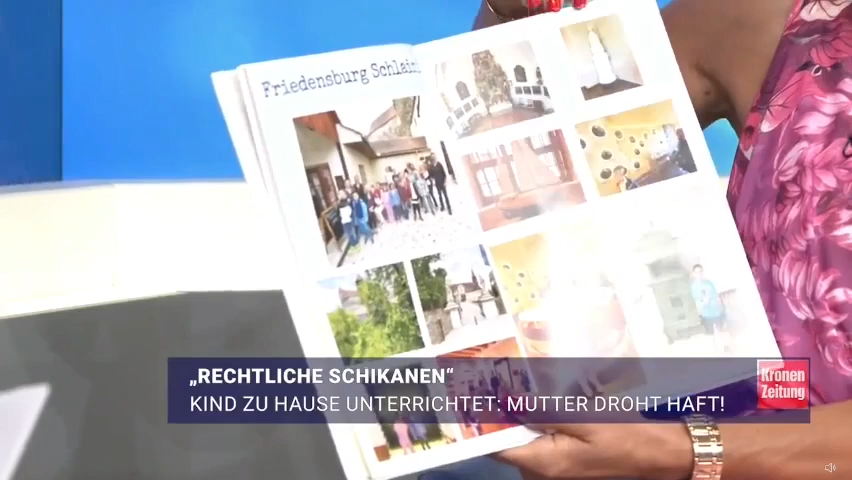 Friedensburg Schlain
„RECHTLICHE SCHIKANEN“
KIND ZU HAUSE UNTERRICHTET: MUTTER DROHT HAFT!
Kronen
Zeitung